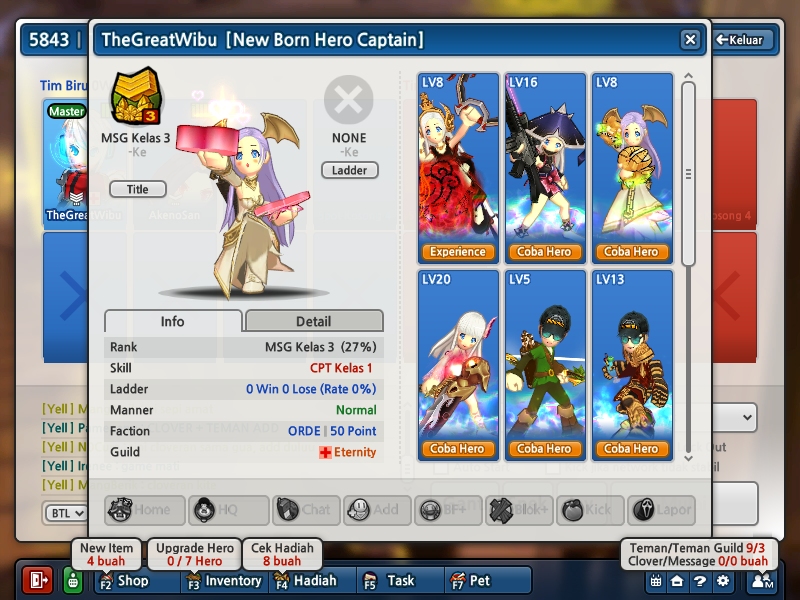 5843 |
TheGreatWibu [New Born Hero Captain]
Keluar
Tim Biru
Master
TheGreatWibu
AkenoSan
3
MSG Kelas 3
-Ke
Title
NONE
-Ke
Ladder
Info
Detail
Rank MSG Kelas 3 (27%)
Skill CPT Kelas 1
Ladder 0 Win 0 Lose (Rate 0%)
Manner Normal
Faction ORDE | 50 Point
Guild Eternity
LV8
Experience
LV16
Coba Hero
LV8
Coba Hero
LV20
Coba Hero
LV5
Coba Hero
LV13
Coba Hero
[Yell]
[Yell]
[Yell]
[Yell]
[Yell]
BTL
Home
HQ
Chat
Add
BF+
Blok+
Kick
Lapor
New Item
4 buah
Upgrade Hero
0 / 7 Hero
Cek Hadiah
8 buah
Teman/Teman Guild 9/3
Clover/Message 0/0 buah
F2 Shop
F3 Inventory
F4 Hadiah
F5 Task
F7 Pet
M